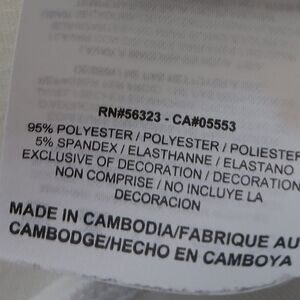 RN#56323 - CA#05553
95% POLYESTER / POLYESTER / POLIESTER
5% SPANDEX / ELASTHANNE / ELASTANO
EXCLUSIVE OF DECORATION / DECORATION
NON COMPRISE / NO INCLUYE LA
DECORACION
MADE IN CAMBODIA/FABRIQUE AU
CAMBODGE/HECHO EN CAMBOYA